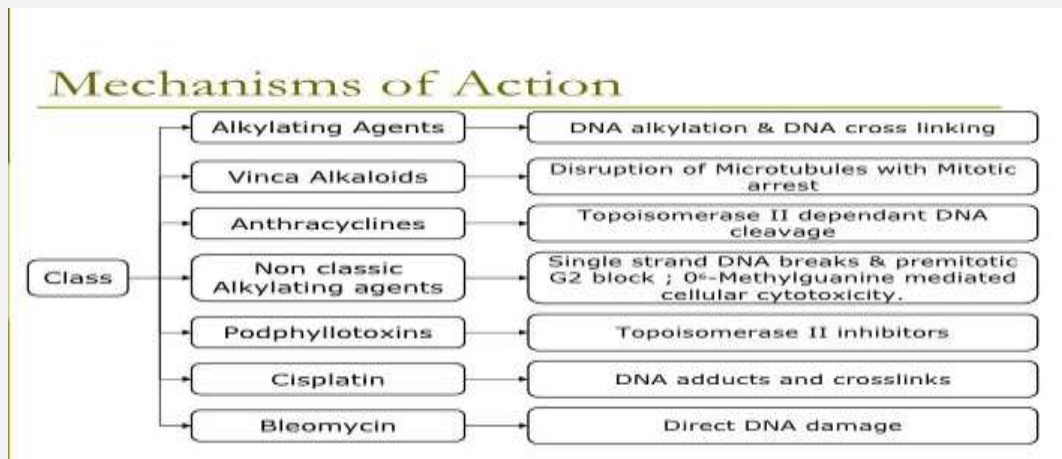 Mechanisms of Action
Alkylating Agents
DNA alkylation & DNA cross linking
Vinca Alkaloids
Disruption of Microtubules with Mitotic
arrest
Anthracyclines
Topoisomerase II dependant DNA
cleavage
Class
Non classic
Alkylating agents
Single strand DNA breaks & premitotic
G2 block ; 0⁶-Methylguanine mediated
cellular cytotoxicity.
Podphyllotoxins
Topoisomerase II inhibitors
Cisplatin
DNA adducts and crosslinks
Bleomycin
Direct DNA damage